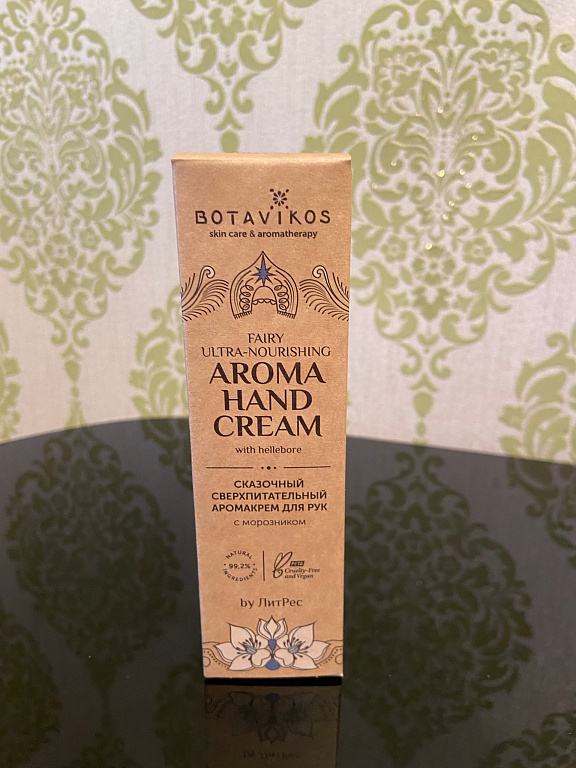 BOTAVIKOS
skin care & aromatherapy
FAIRY
ULTRA-NOURISHING
AROMA
HAND
CREAM
with hellebore
СКАЗОЧНЫЙ
СВЕРХПИТАТЕЛЬНЫЙ
АРОМАКРЕМ ДЛЯ РУК
с морозником
NATURAL
99,2%
INGREDIENTS
PETA
Cruelty-Free
and Vegan
by ЛитРес